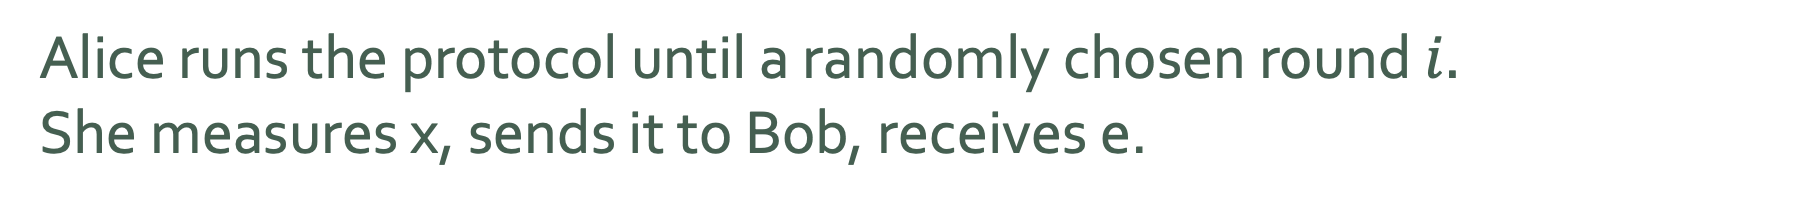 Alice runs the protocol until a randomly chosen round i.
She measures x, sends it to Bob, receives e.